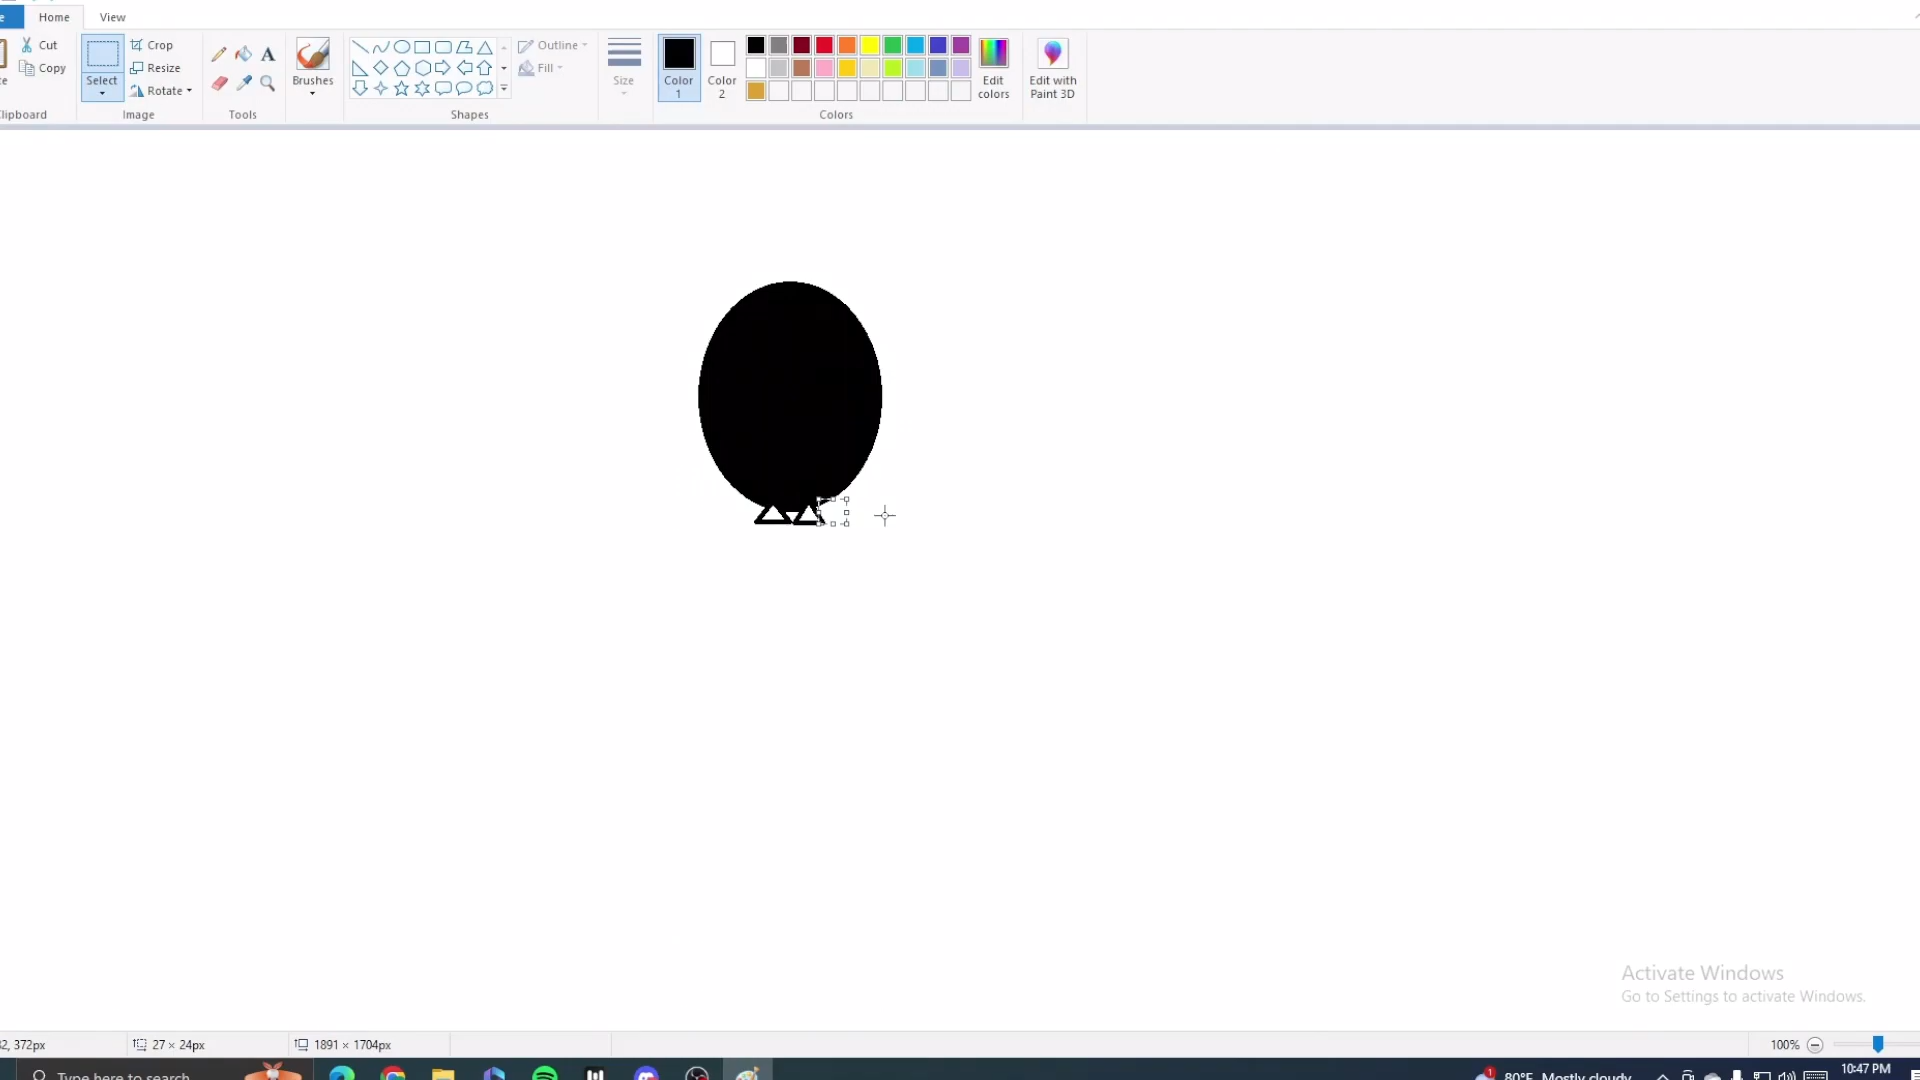 Home
View
Cut
Copy
Clipboard
Select
Crop
Resize
Rotate
Image
A
Tools
Brushes
Shapes
Outline
Fill
Size
Color
1
Color
2
Colors
Edit
colors
Edit with
Paint 3D
Activate Windows
Go to Settings to activate Windows.
2, 372px
27 × 24px
1891 × 1704px
100%
Type here to search
1
80°F Mostly cloudy
10:47 PM